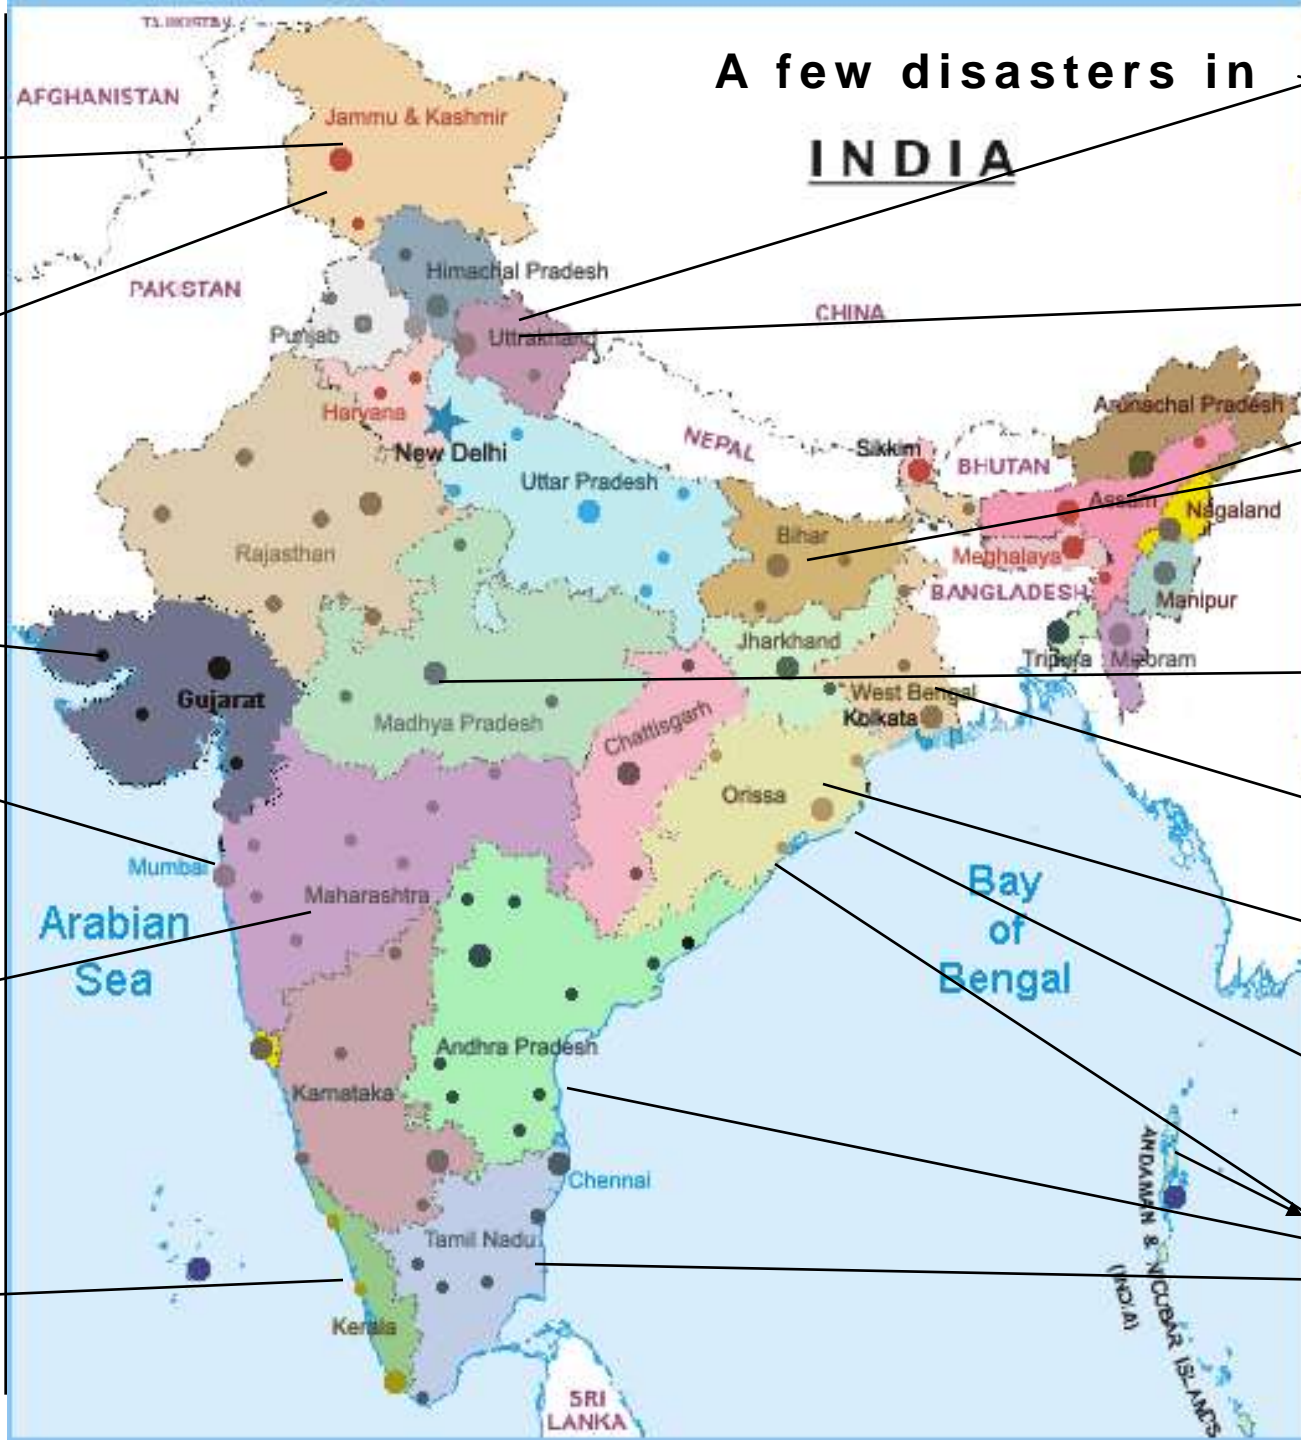 A few disasters in
INDIA
AFGHANISTAN
Jammu & Kashmir
PAKISTAN
Himachal Pradesh
CHINA
Punjab
Uttrakhand
Haryana
New Delhi
NEPAL
Sikkim
BHUTAN
Arunachal Pradesh
Uttar Pradesh
Assam
Nagaland
Rajasthan
Bihar
Meghalaya
BANGLADESH
Manipur
Jharkhand
Tripura
Gujarat
Madhya Pradesh
Chattisgarh
West Bengal
Kolkata
Orissa
Mumbai
Maharashtra
Arabian
Sea
Bay
of
Bengal
Andhra Pradesh
Karnataka
Chennai
Tamil Nadu
Kerala
ANDAMAN & NICOBAR ISLANDS
(INDIA)
SRI
LANKA